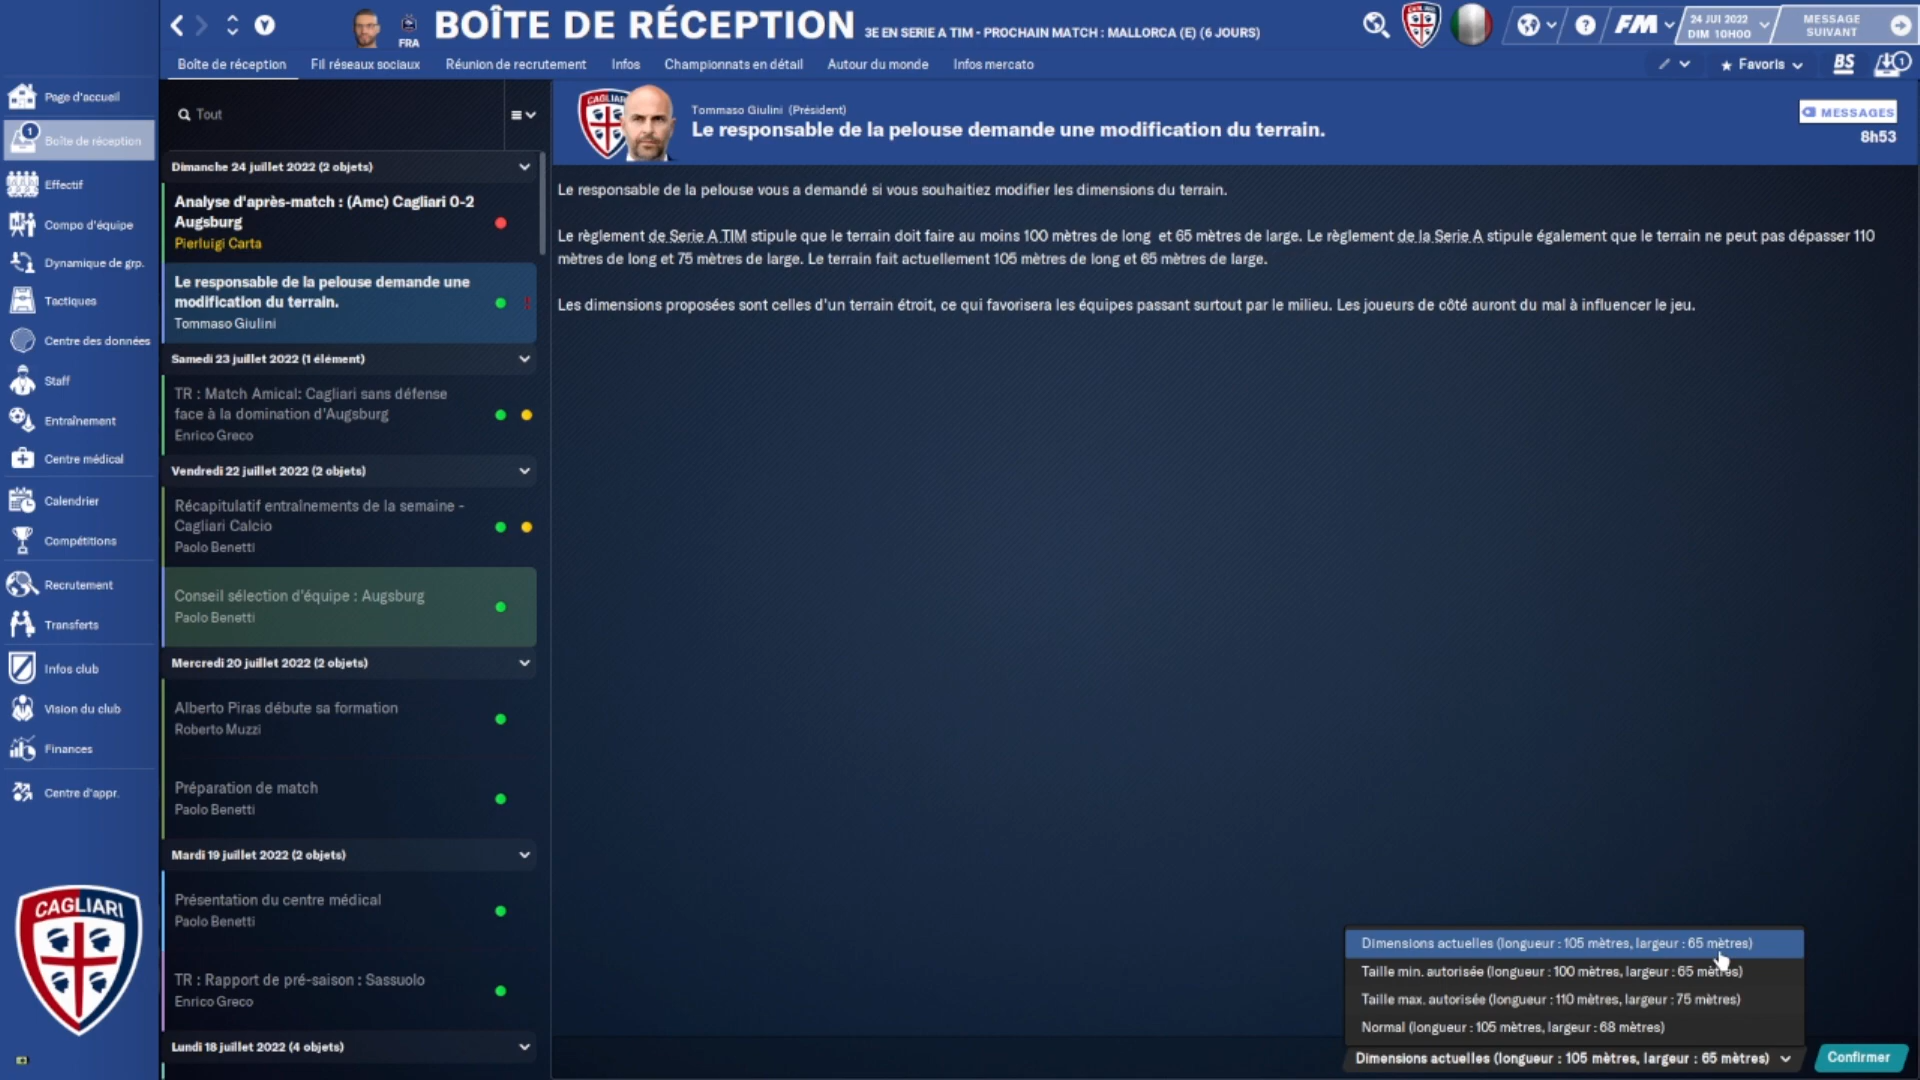 FRA
BOÎTE DE RÉCEPTION
3E EN SERIE A TIM - PROCHAIN MATCH : MALLORCA (E) (6 JOURS)
FM
24 JUI 2022
DIM 10H00
MESSAGE
SUIVANT
Boîte de réception
Fil réseaux sociaux
Réunion de recrutement
Infos
Championnats en détail
Autour du monde
Infos mercato
Favoris
BS
1
Page d'accueil
1
Boîte de réception
Effectif
Compo d'équipe
Dynamique de grp.
Tactiques
Centre des données
Staff
Entraînement
Centre médical
Calendrier
Compétitions
Recrutement
Transferts
Infos club
Vision du club
Finances
Centre d'appr.
CAGLIARI
Tout
Dimanche 24 juillet 2022 (2 objets)
Analyse d'après-match : (Amc) Cagliari 0-2
Augsburg
Pierluigi Carta
Le responsable de la pelouse demande une
modification du terrain.
Tommaso Giulini
Samedi 23 juillet 2022 (1 élément)
TR : Match Amical: Cagliari sans défense
face à la domination d'Augsburg
Enrico Greco
Vendredi 22 juillet 2022 (2 objets)
Récapitulatif entraînements de la semaine -
Cagliari Calcio
Paolo Benetti
Conseil sélection d'équipe : Augsburg
Paolo Benetti
Mercredi 20 juillet 2022 (2 objets)
Alberto Piras débute sa formation
Roberto Muzzi
Préparation de match
Paolo Benetti
Mardi 19 juillet 2022 (2 objets)
Présentation du centre médical
Paolo Benetti
TR : Rapport de pré-saison : Sassuolo
Enrico Greco
Lundi 18 juillet 2022 (4 objets)
Tommaso Giulini (Président)
Le responsable de la pelouse demande une modification du terrain.
MESSAGES
8h53
Le responsable de la pelouse vous a demandé si vous souhaitiez modifier les dimensions du terrain.
Le règlement de Serie A TIM stipule que le terrain doit faire au moins 100 mètres de long et 65 mètres de large. Le règlement de la Serie A stipule également que le terrain ne peut pas dépasser 110
mètres de long et 75 mètres de large. Le terrain fait actuellement 105 mètres de long et 65 mètres de large.
Les dimensions proposées sont celles d'un terrain étroit, ce qui favorisera les équipes passant surtout par le milieu. Les joueurs de côté auront du mal à influencer le jeu.
Dimensions actuelles (longueur : 105 mètres, largeur : 65 mètres)
Taille min. autorisée (longueur : 100 mètres, largeur : 65 mètres)
Taille max. autorisée (longueur : 110 mètres, largeur : 75 mètres)
Normal (longueur : 105 mètres, largeur : 68 mètres)
Dimensions actuelles (longueur : 105 mètres, largeur : 65 mètres)
Confirmer